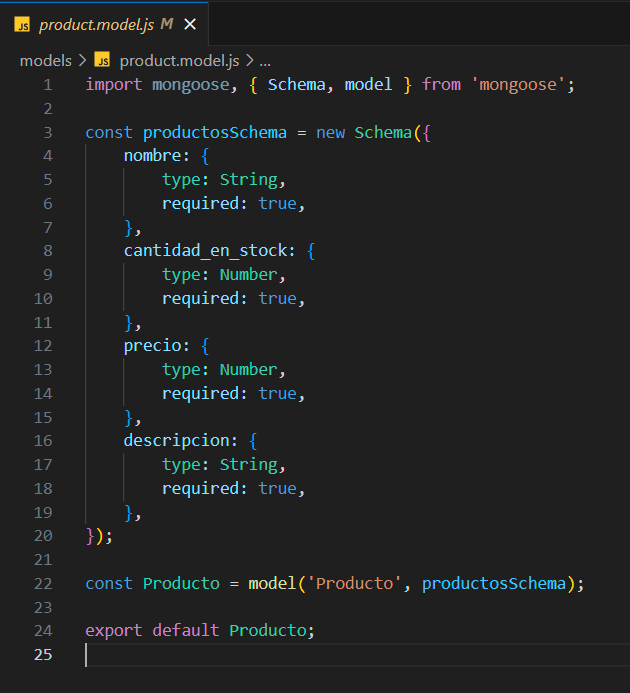 JS product.model.js M ×
models > JS product.model.js > ...
1 import mongoose, { Schema, model } from 'mongoose';
2
3 const productosSchema = new Schema({
4     nombre: {
5         type: String,
6         required: true,
7     },
8     cantidad_en_stock: {
9         type: Number,
10         required: true,
11     },
12     precio: {
13         type: Number,
14         required: true,
15     },
16     descripcion: {
17         type: String,
18         required: true,
19     },
20 });
21
22 const Producto = model('Producto', productosSchema);
23
24 export default Producto;
25